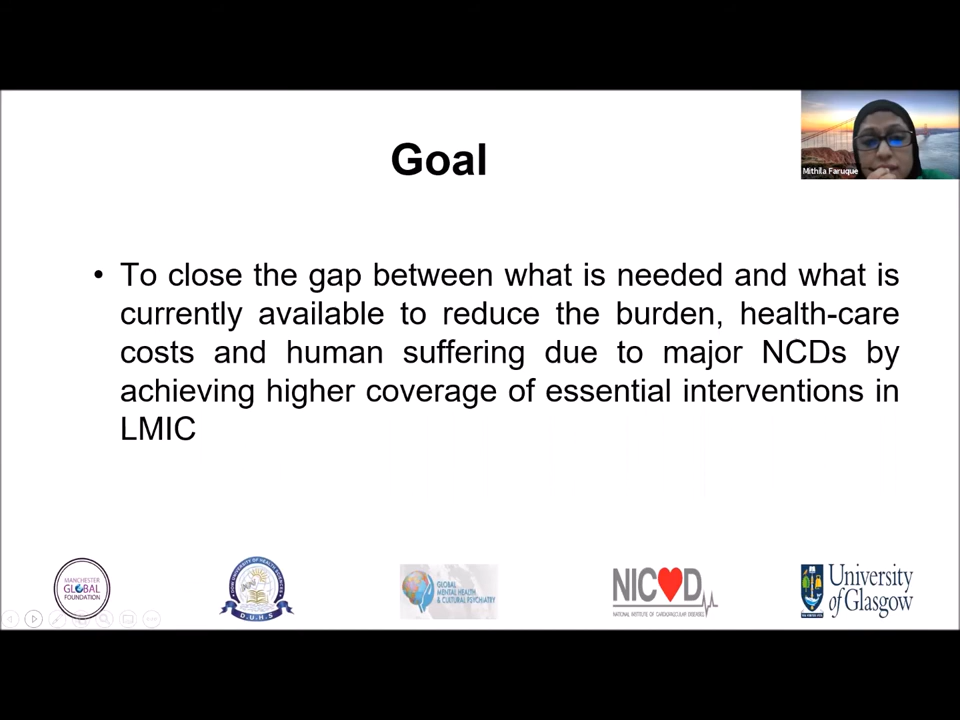 Goal
Mithila Faruque
• To close the gap between what is needed and what is
currently available to reduce the burden, health-care
costs and human suffering due to major NCDs by
achieving higher coverage of essential interventions in
LMIC
MANCHESTER
GLOBAL
FOUNDATION
D.U.H.S
GLOBAL
MENTAL HEALTH
& CULTURAL PSYCHIATRY
NICVD
NATIONAL INSTITUTE OF CARDIOVASCULAR DISEASES
University
of Glasgow